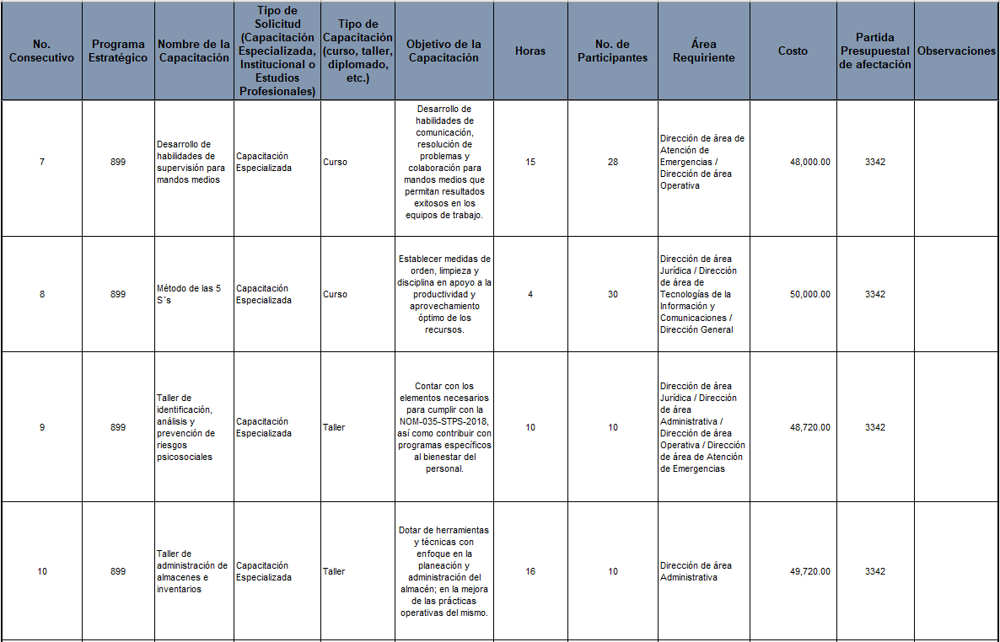 No.
Consecutivo
Programa
Estratégico
Nombre de la
Capacitación
Tipo de
Solicitud
(Capacitación
Especializada,
Institucional o
Estudios
Profesionales)
Tipo de
Capacitación
(curso, taller,
diplomado,
etc.)
Objetivo de la
Capacitación
Horas
No. de
Participantes
Área
Requiriente
Costo
Partida
Presupuestal
de afectación
Observaciones
7
899
Desarrollo de
habilidades de
supervisión para
mandos medios
Capacitación
Especializada
Curso
Desarrollo de
habilidades de
comunicación,
resolución de
problemas y
colaboración para
mandos medios que
permitan resultados
exitosos en los
equipos de trabajo.
15
28
Dirección de área de
Atención de
Emergencias /
Dirección de área
Operativa
48,000.00
3342
8
899
Método de las 5
S´s
Capacitación
Especializada
Curso
Establecer medidas de
orden, limpieza y
disciplina en apoyo a la
productividad y
aprovechamiento
óptimo de los
recursos.
4
30
Dirección de área
Jurídica / Dirección
de área de
Tecnologías de la
Información y
Comunicaciones /
Dirección General
50,000.00
3342
9
899
Taller de
identificación,
análisis y
prevención de
riesgos
psicosociales
Capacitación
Especializada
Taller
Contar con los
elementos necesarios
para cumplir con la
NOM-035-STPS-2018,
así como contribuir con
programas específicos
al bienestar del
personal.
10
10
Dirección de área
Jurídica / Dirección
de área
Administrativa /
Dirección de área
Operativa / Dirección
de área de Atención
de Emergencias
48,720.00
3342
10
899
Taller de
administración de
almacenes e
inventarios
Capacitación
Especializada
Taller
Dotar de herramientas
y técnicas con
enfoque en la
planeación y
administración del
almacén; en la mejora
de las prácticas
operativas del mismo.
16
10
Dirección de área
Administrativa
49,720.00
3342